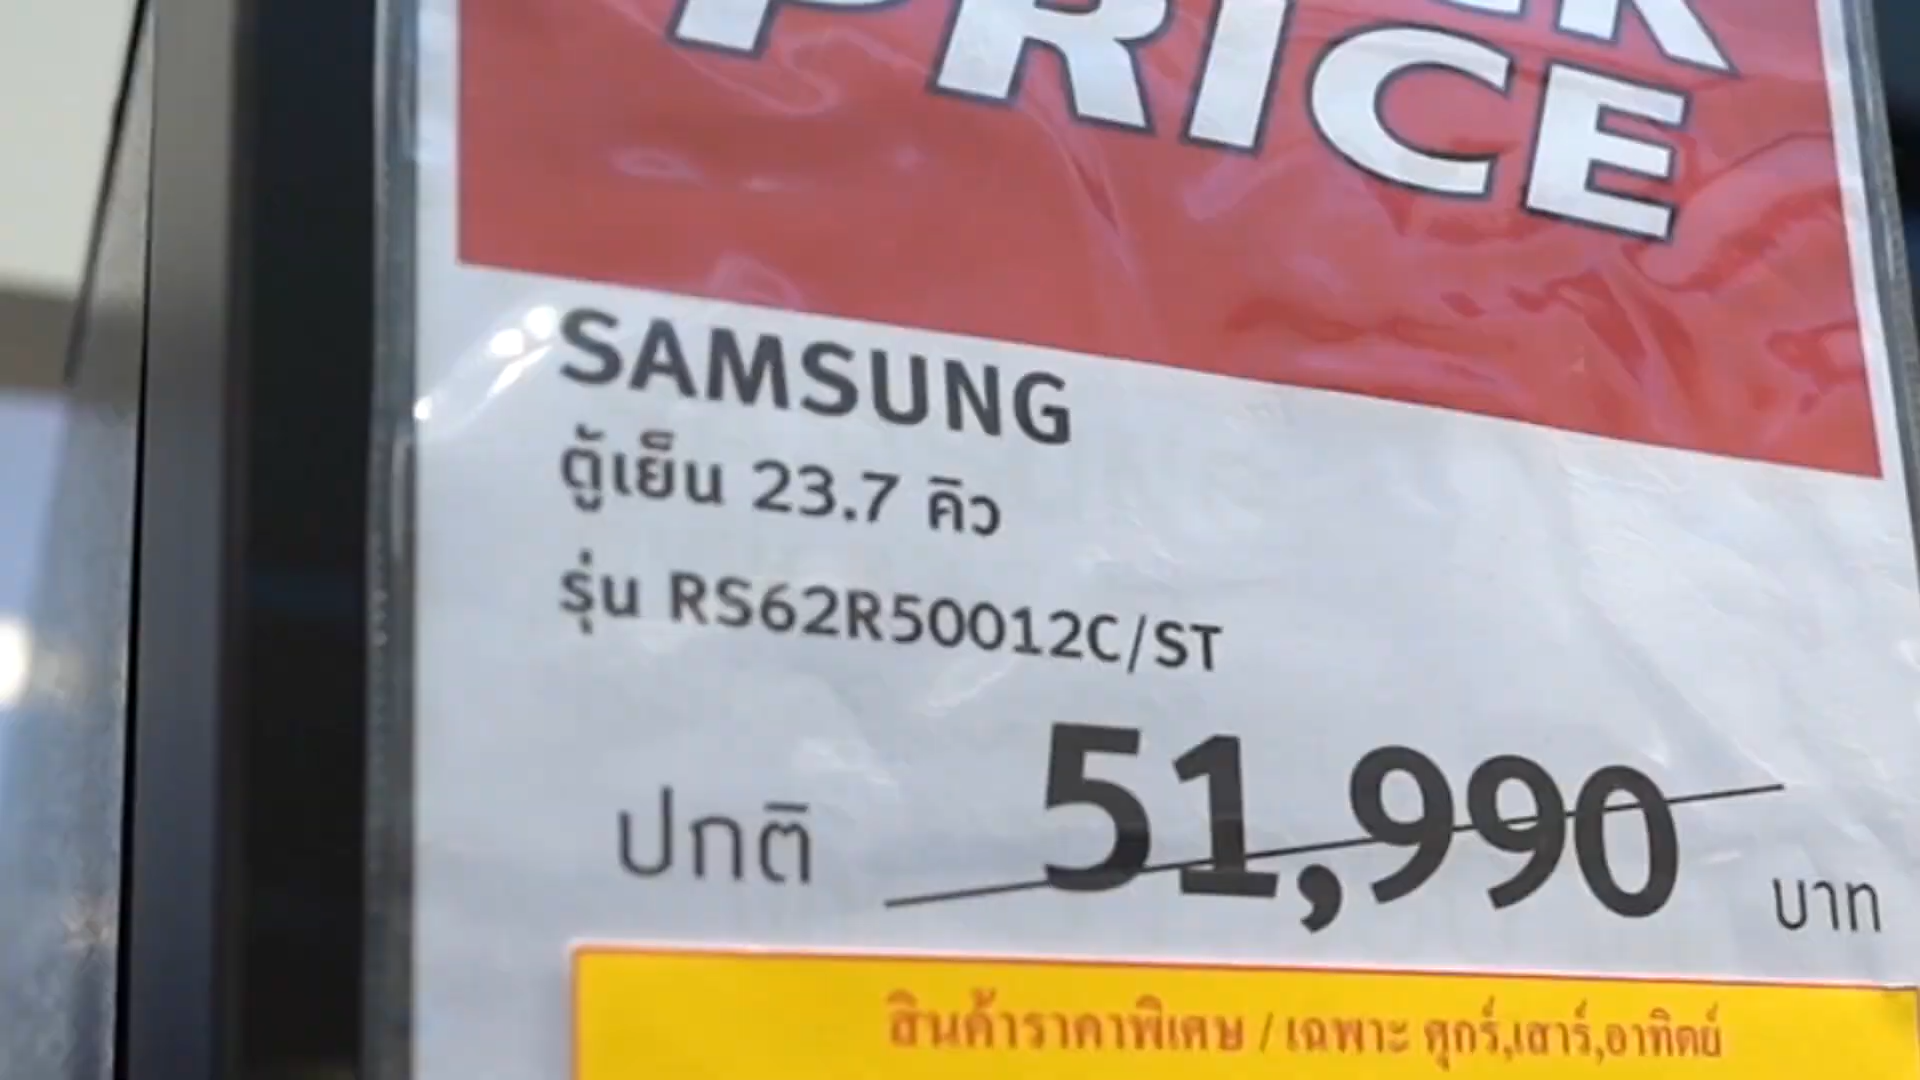 PRICE
SAMSUNG
ตู้เย็น 23.7 คิว
รุ่น RS62R50012C/ST
ปกติ 51,990 บาท
สินค้าราคาพิเศษ / เฉพาะ ศุกร์,เสาร์,อาทิตย์